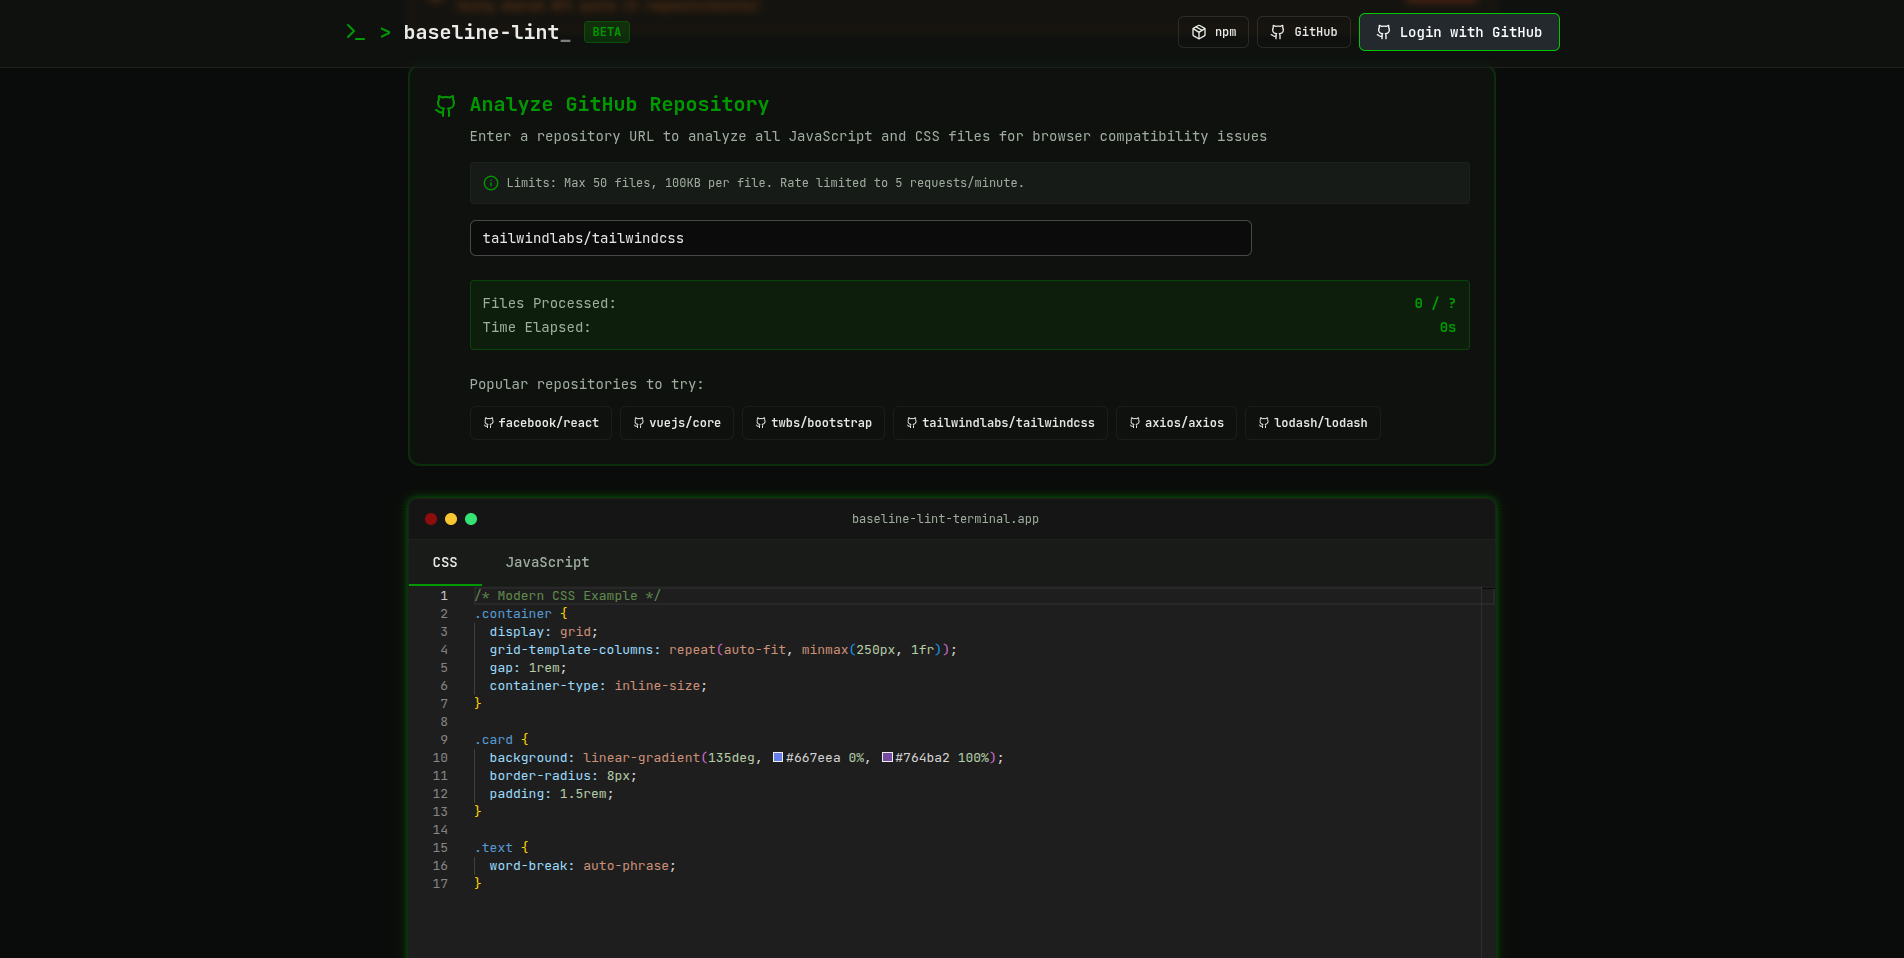 > baseline-lint_ BETA
npm GitHub Login with GitHub
Analyze GitHub Repository
Enter a repository URL to analyze all JavaScript and CSS files for browser compatibility issues
Limits: Max 50 files, 100KB per file. Rate limited to 5 requests/minute.
tailwindlabs/tailwindcss
Files Processed: 0 / ?
Time Elapsed: 0s
Popular repositories to try:
facebook/react vuejs/core twbs/bootstrap tailwindlabs/tailwindcss axios/axios lodash/lodash
baseline-lint-terminal.app
CSS JavaScript
1 /* Modern CSS Example */
2 .container {
3 display: grid;
4 grid-template-columns: repeat(auto-fit, minmax(250px, 1fr));
5 gap: 1rem;
6 container-type: inline-size;
7 }
8
9 .card {
10 background: linear-gradient(135deg, #667eea 0%, #764ba2 100%);
11 border-radius: 8px;
12 padding: 1.5rem;
13 }
14
15 .text {
16 word-break: auto-phrase;
17 }